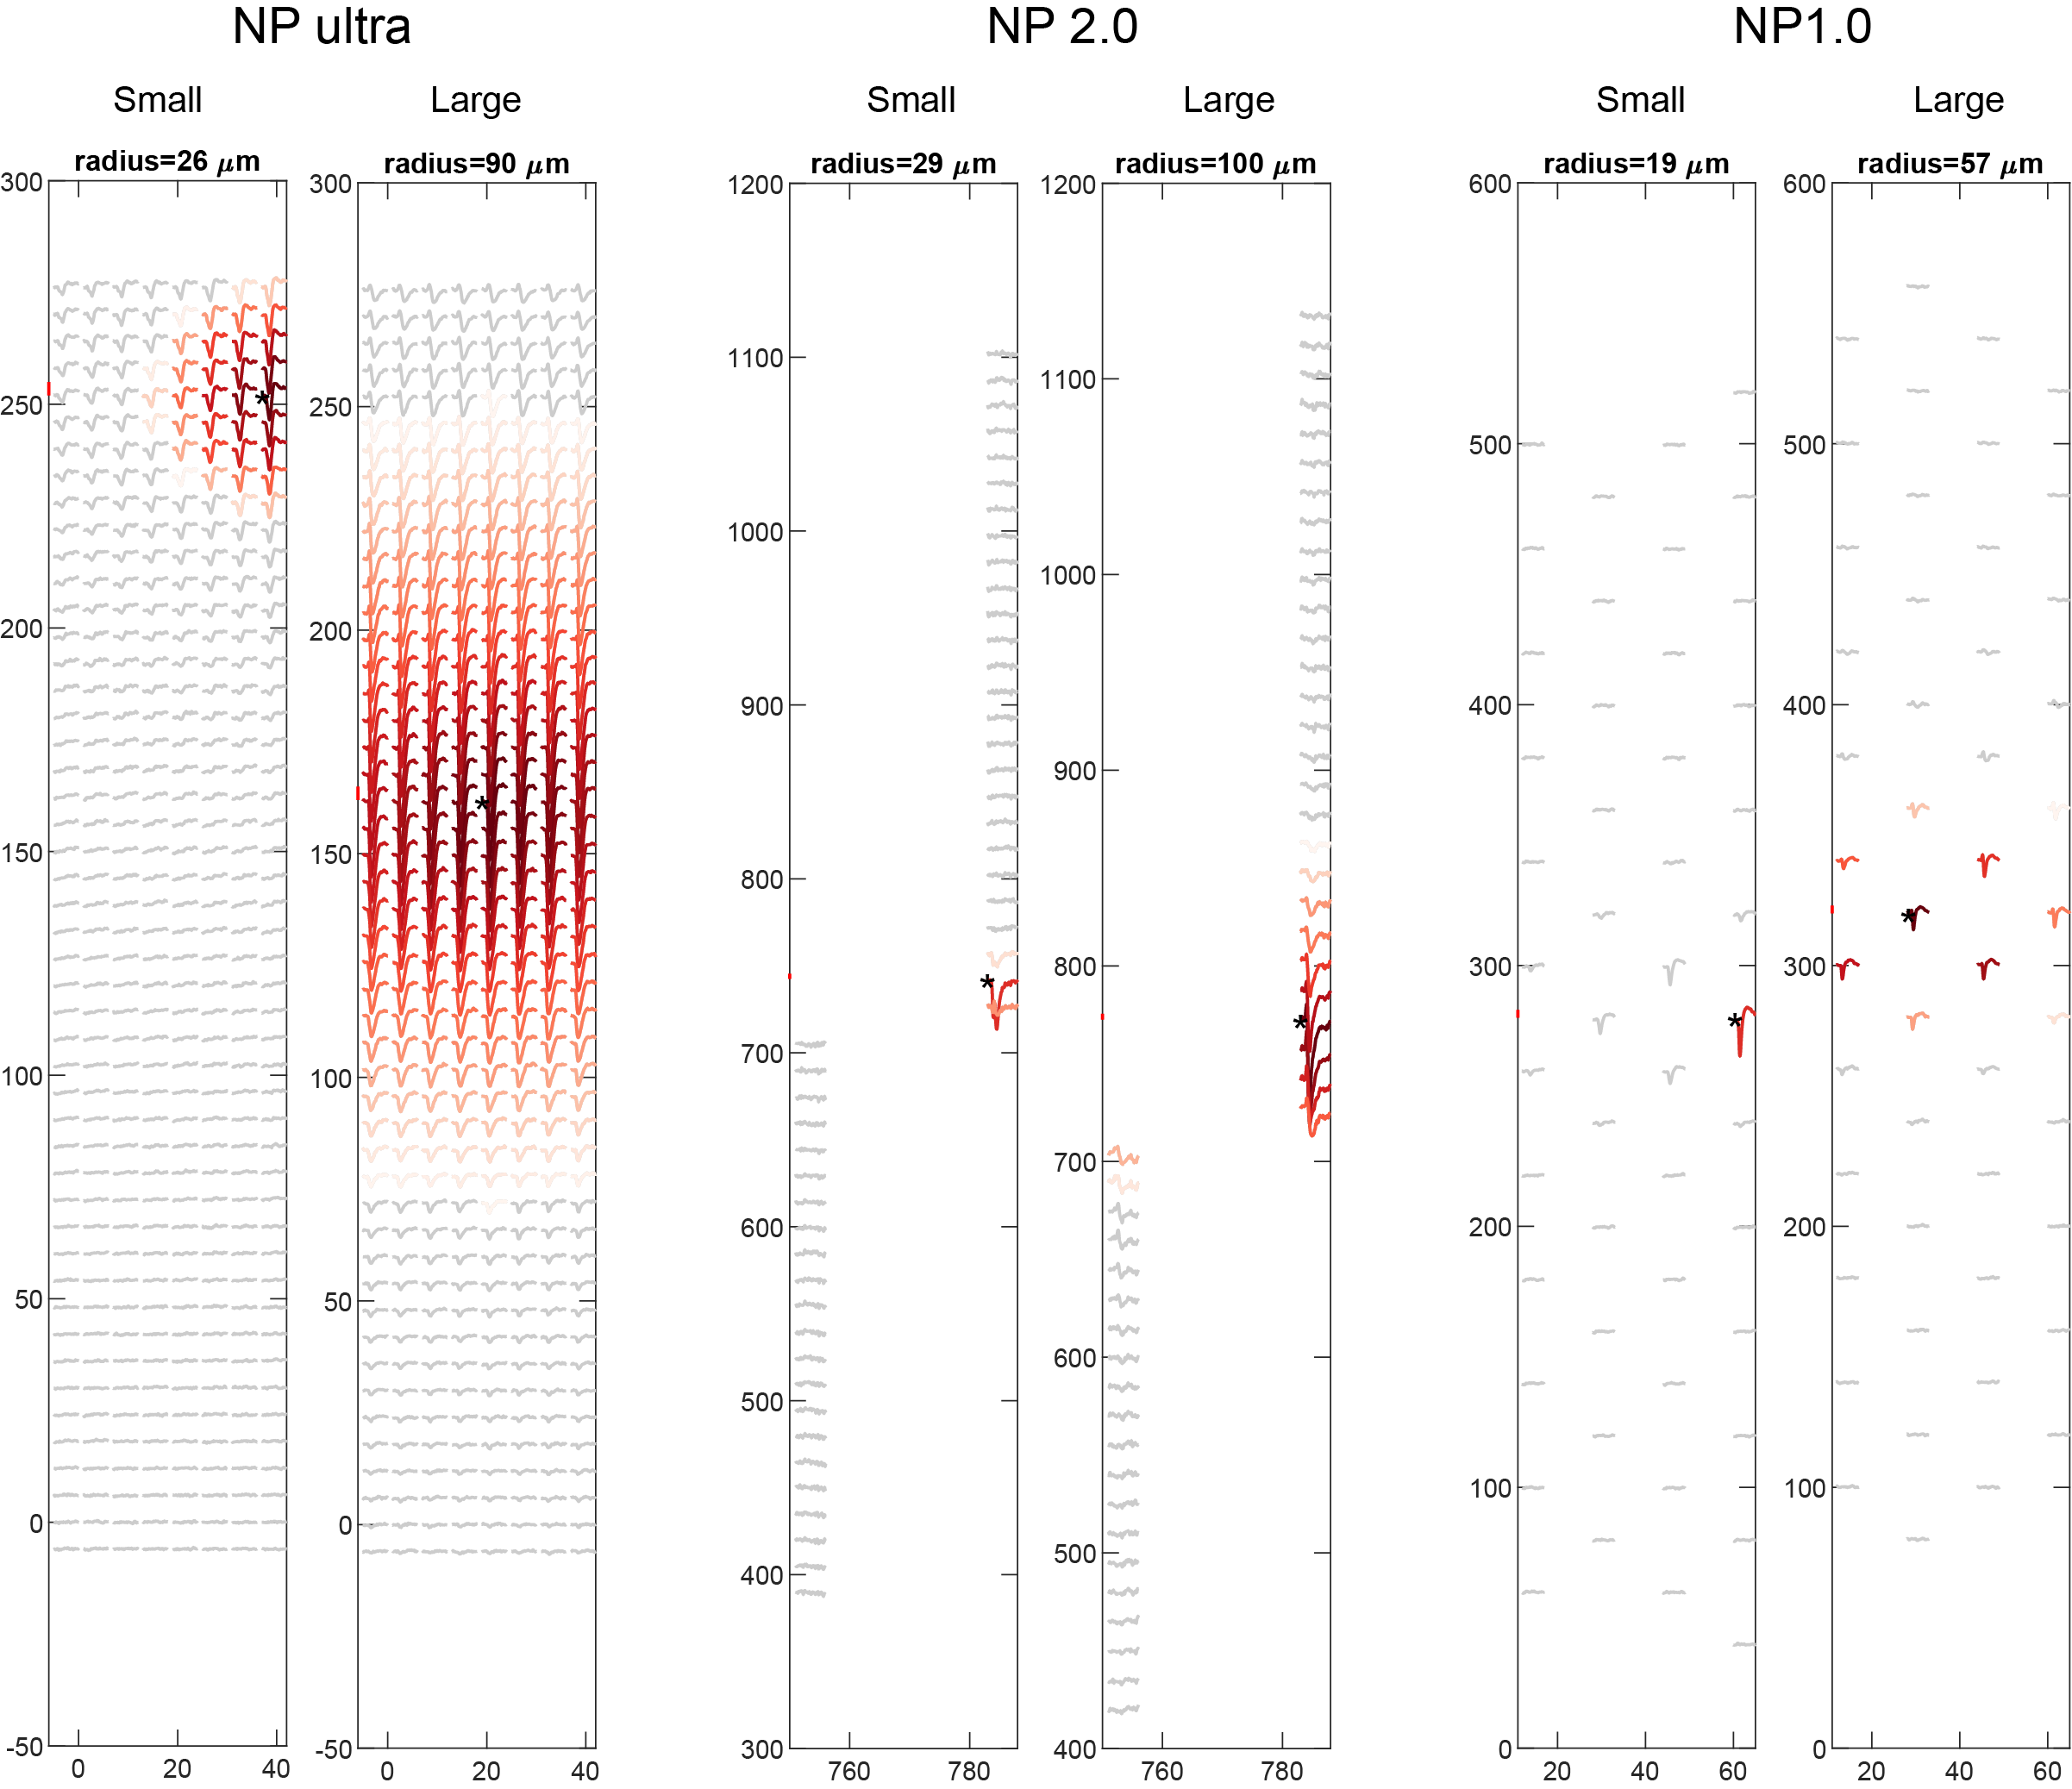 NP ultra
NP 2.0
NP1.0
Small
Large
Small
Large
Small
Large
radius=26 μm
radius=90 μm
radius=29 μm
radius=100 μm
radius=19 μm
radius=57 μm
300
250
200
150
100
50
0
-50
0 20 40
300
250
200
150
100
50
0
-50
0 20 40
1200
1100
1000
900
800
700
600
500
400
300
760 780
1200
1100
1000
900
800
700
600
500
400
760 780
600
500
400
300
200
100
0
20 40 60
600
500
400
300
200
100
0
20 40 60